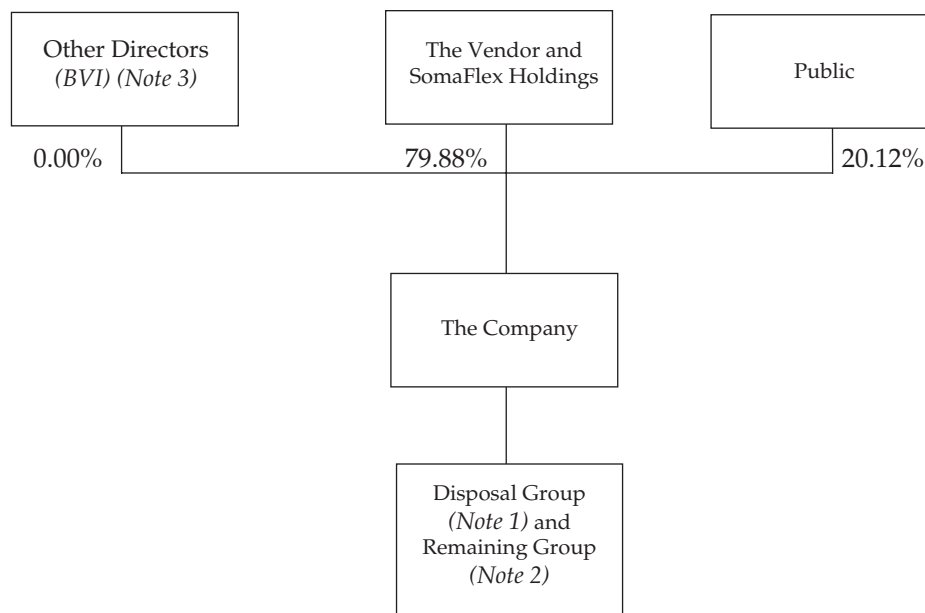 Other Directors
(BVI) (Note 3)
The Vendor and
SomaFlex Holdings
Public
0.00%
79.88%
20.12%
The Company
Disposal Group
(Note 1) and
Remaining Group
(Note 2)